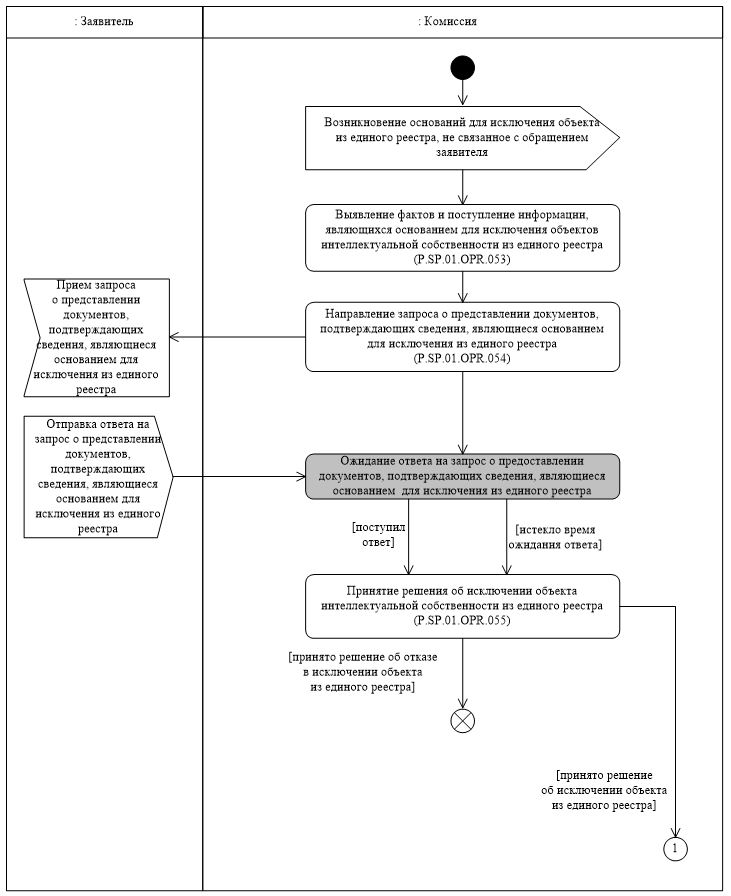 : Заявитель
: Комиссия
Возникновение оснований для исключения объекта
из единого реестра, не связанное с обращением
заявителя
Выявление фактов и поступление информации,
являющихся основанием для исключения объектов
интеллектуальной собственности из единого реестра
(P.SP.01.OPR.053)
Прием запроса
о представлении
документов,
подтверждающих
сведения, являющиеся
основанием для
исключения из единого
реестра
Направление запроса о представлении документов,
подтверждающих сведения, являющиеся основанием
для исключения из единого реестра
(P.SP.01.OPR.054)
Отправка ответа на
запрос о представлении
документов,
подтверждающих
сведения, являющиеся
основанием для
исключения из единого
реестра
Ожидание ответа на запрос о предоставлении
документов, подтверждающих сведения, являющиеся
основанием для исключения из единого реестра
[поступил
ответ]
[истекло время
ожидания ответа]
Принятие решения об исключении объекта
интеллектуальной собственности из единого реестра
(P.SP.01.OPR.055)
[принято решение об отказе
в исключении объекта
из единого реестра]
[принято решение
об исключении объекта
из единого реестра]
1